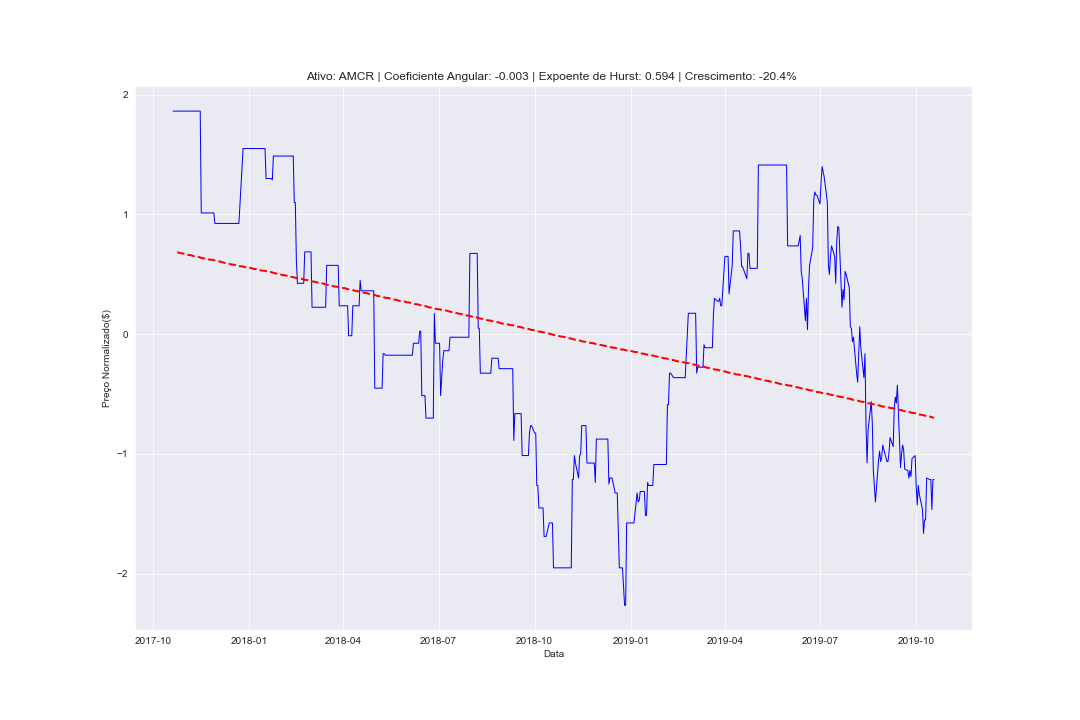 Ativo: AMCR | Coeficiente Angular: -0.003 | Expoente de Hurst: 0.594 | Crescimento: -20.4%
2
1
0
−1
−2
Preço Normalizado($)
2017-10 2018-01 2018-04 2018-07 2018-10 2019-01 2019-04 2019-07 2019-10
Data